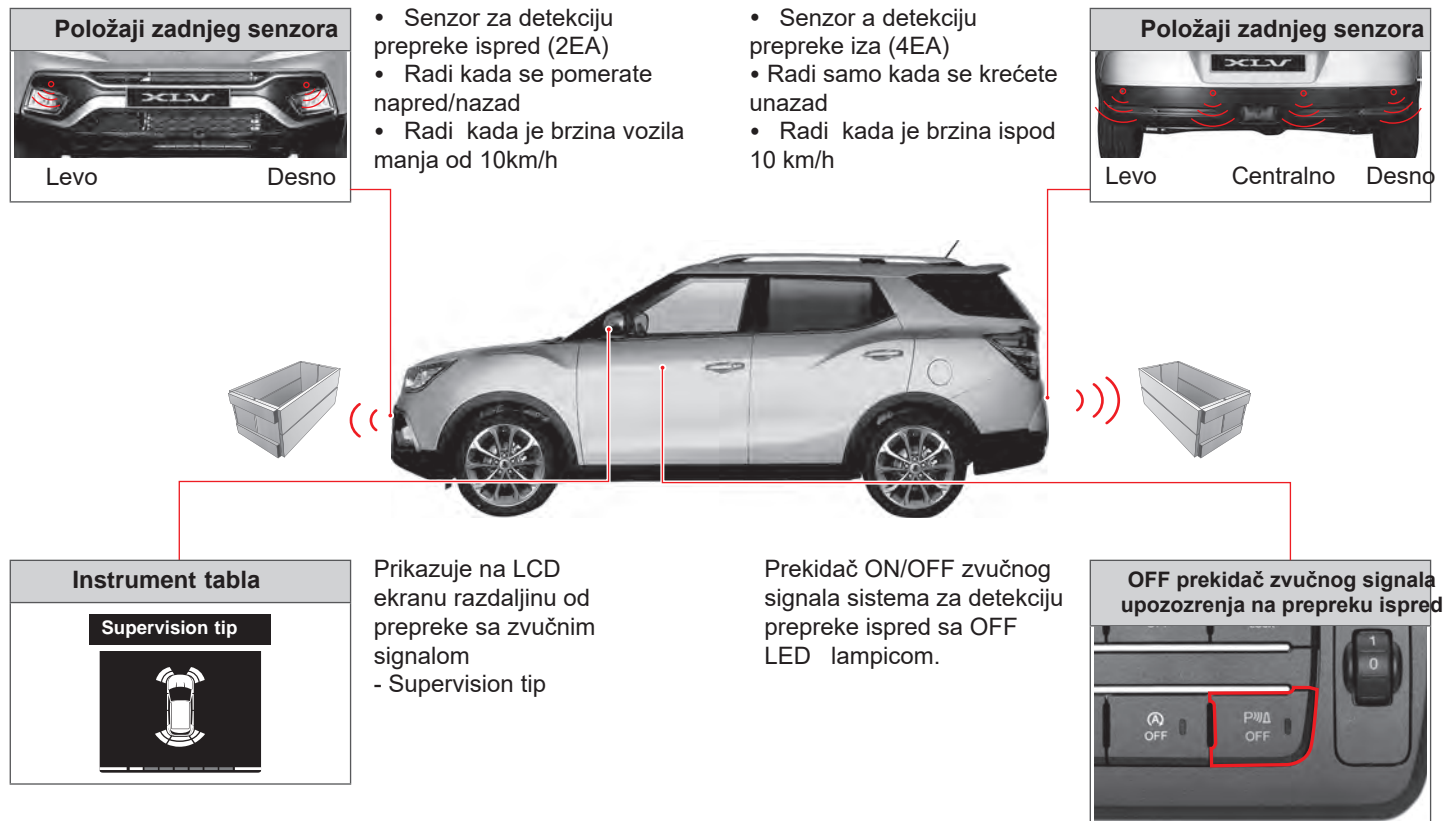 Položaji zadnjeg senzora
XLV
Levo Desno
• Senzor za detekciju
prepreke ispred (2EA)
• Radi kada se pomerate
napred/nazad
• Radi kada je brzina vozila
manja od 10km/h
• Senzor a detekciju
prepreke iza (4EA)
• Radi samo kada se krećete
unazad
• Radi kada je brzina ispod
10 km/h
Položaji zadnjeg senzora
XLV
Levo Centralno Desno
Instrument tabla
Supervision tip
Prikazuje na LCD
ekranu razdaljinu od
prepreke sa zvučnim
signalom
- Supervision tip
Prekidač ON/OFF zvučnog
signala sistema za detekciju
prepreke ispred sa OFF
LED lampicom.
OFF prekidač zvučnog signala
upozozrenja na prepreku ispred
1
0
A
OFF
P
OFF